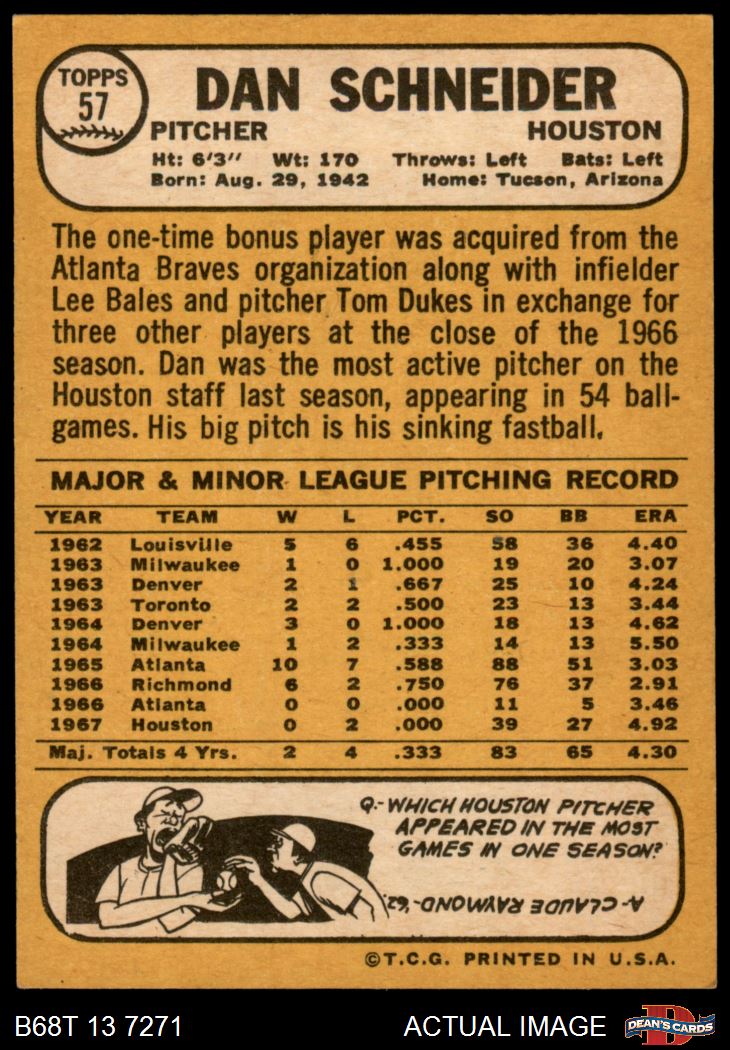 TOPPS
57
DAN SCHNEIDER
PITCHER HOUSTON
Ht: 6'3" Wt: 170 Throws: Left Bats: Left
Born: Aug. 29, 1942 Home: Tucson, Arizona
The one-time bonus player was acquired from the
Atlanta Braves organization along with infielder
Lee Bales and pitcher Tom Dukes in exchange for
three other players at the close of the 1966
season. Dan was the most active pitcher on the
Houston staff last season, appearing in 54 ball-
games. His big pitch is his sinking fastball.
MAJOR & MINOR LEAGUE PITCHING RECORD
YEAR TEAM W L PCT. SO BB ERA
1962 Louisville 5 6 .455 58 36 4.40
1963 Milwaukee 1 0 1.000 19 20 3.07
1963 Denver 2 1 .667 25 10 4.24
1963 Toronto 2 2 .500 23 13 3.44
1964 Denver 3 0 1.000 18 13 4.62
1964 Milwaukee 1 2 .333 14 13 5.50
1965 Atlanta 10 7 .588 88 51 3.03
1966 Richmond 6 2 .750 76 37 2.91
1966 Atlanta 0 0 .000 11 5 3.46
1967 Houston 0 2 .000 39 27 4.92
Maj. Totals 4 Yrs. 2 4 .333 83 65 4.30
Q.-WHICH HOUSTON PITCHER
APPEARED IN THE MOST
GAMES IN ONE SEASON?
A-CLAUDE RAYMOND-'62.
©T.C.G. PRINTED IN U.S.A.
B68T 13 7271 ACTUAL IMAGE D DEAN'S CARDS